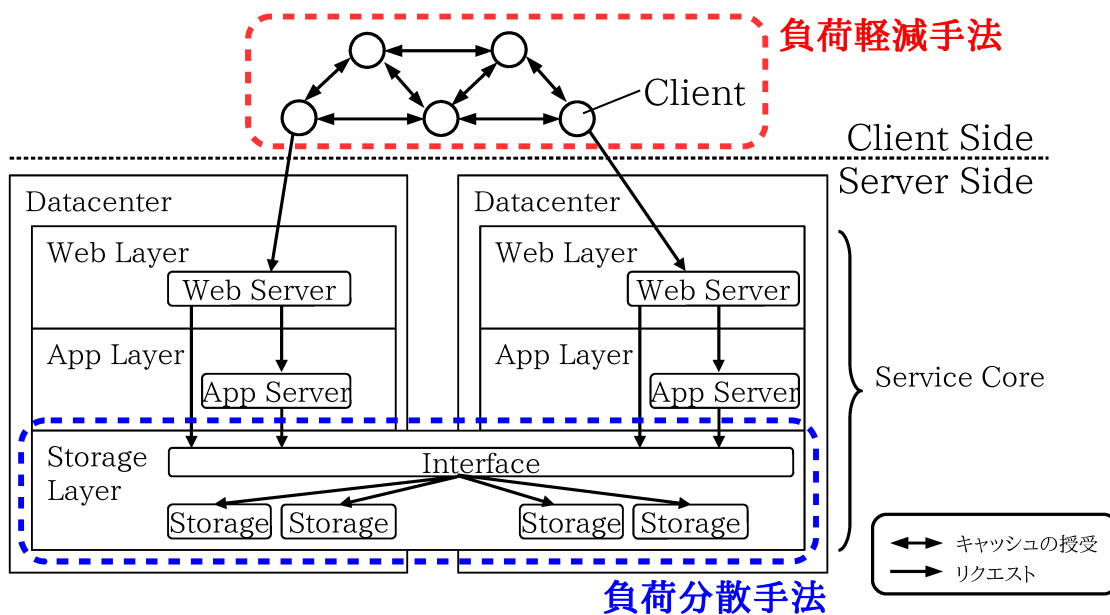 負荷軽減手法
Client
Client Side
Server Side
Datacenter
Web Layer
Web Server
App Layer
App Server
Datacenter
Web Layer
Web Server
App Layer
App Server
Service Core
Storage
Layer
Interface
Storage
Storage
Storage
Storage
キャッシュの授受
リクエスト
負荷分散手法